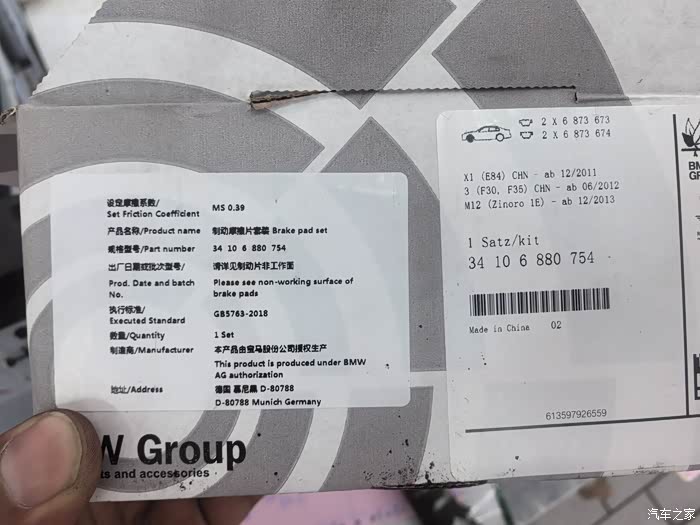 设定摩擦系数/
Set Friction Coefficient
MS 0.39
产品名称/Product name
制动摩擦片套装 Brake pad set
规格型号/Part number
34 10 6 880 754
出厂日期或批次型号/
Prod. Date and batch
No.
请详见制动片非工作面
Please see non-working surface of
brake pads
执行标准/
Executed Standard
GB5763-2018
数量/Quantity
1 Set
制造商/Manufacturer
本产品由宝马股份公司授权生产
This product is produced under BMW
AG authorization
地址/Address
德国 慕尼黑 D-80788
D-80788 Munich Germany
W Group
ts and accessories
2 X 6 873 673
2 X 6 873 674
X1 (E84) CHN - ab 12/2011
3 (F30, F35) CHN - ab 06/2012
M12 (Zinoro 1E) - ab 12/2013
1 Satz/kit
34 10 6 880 754
Made in China 02
613597926559
BM
GR
汽车之家